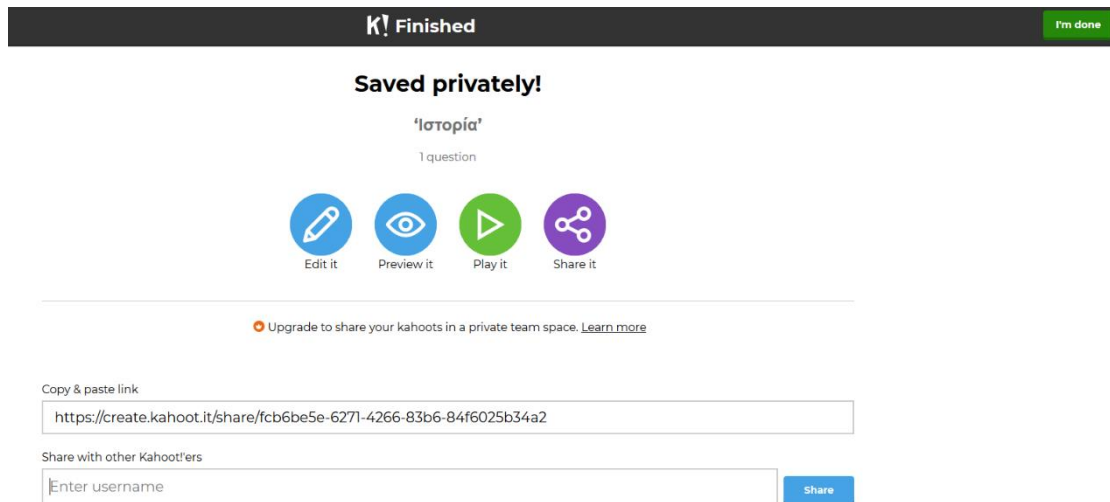 K! Finished
I'm done
Saved privately!
‘Ιστορία’
1 question
Edit it
Preview it
Play it
Share it
Upgrade to share your kahoots in a private team space. Learn more
Copy & paste link
https://create.kahoot.it/share/fcb6be5e-6271-4266-83b6-84f6025b34a2
Share with other Kahoot!'ers
Enter username
Share